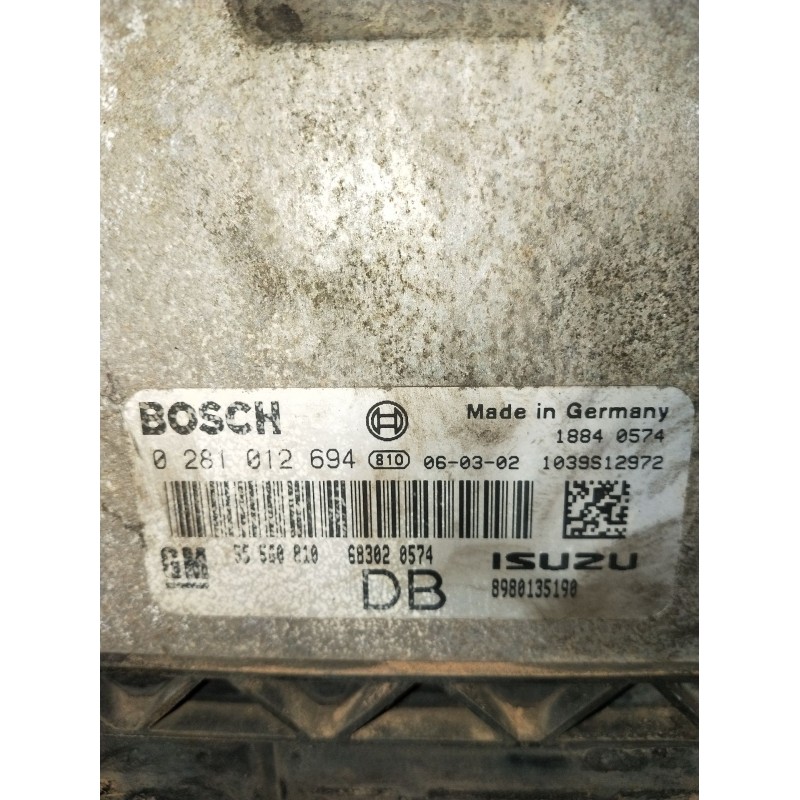 BOSCH Made in Germany
1884 0574
0 281 012 694 810 06-03-02 1039S12972
GM 55 560 810 68302 0574 ISUZU
DB 8980135190